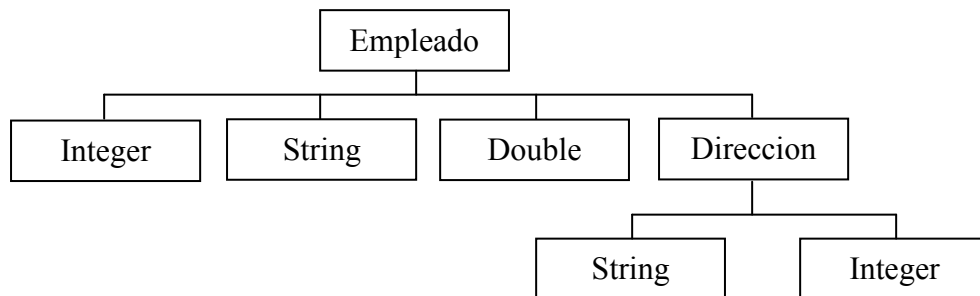 Empleado
Integer
String
Double
Direccion
String
Integer